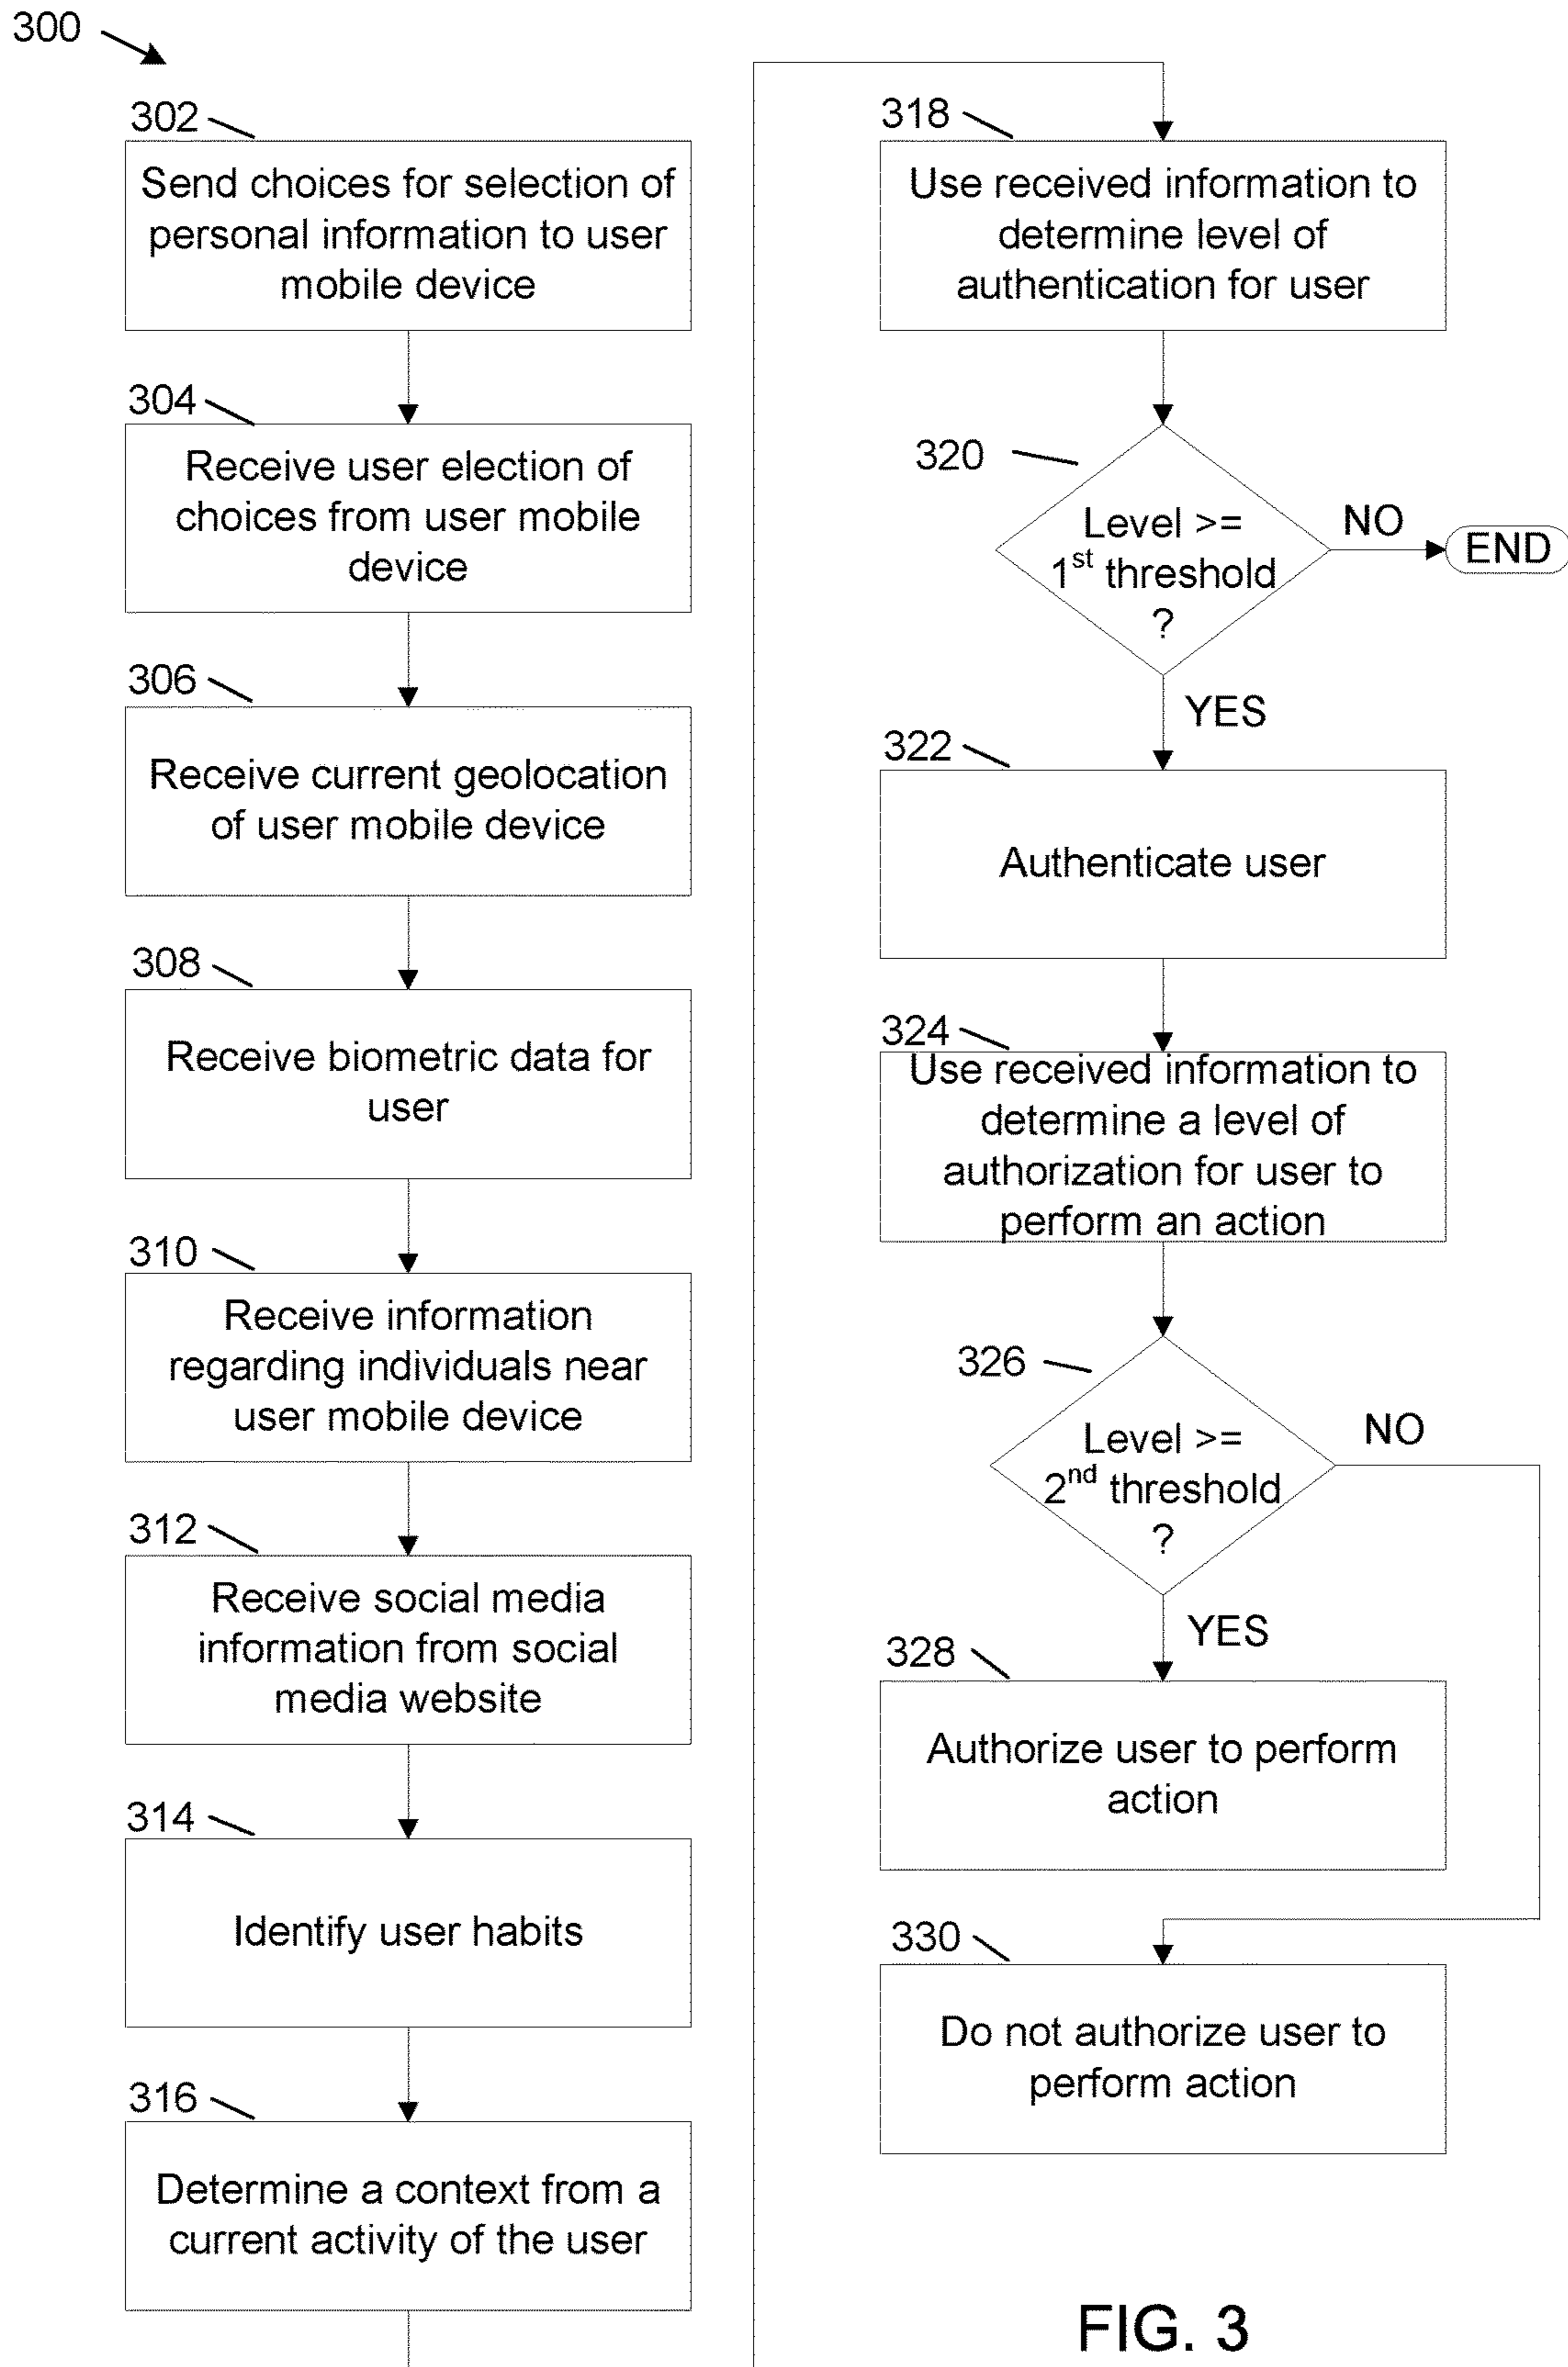 300
302
Send choices for selection of
personal information to user
mobile device
304
Receive user election of
choices from user mobile
device
306
Receive current geolocation
of user mobile device
308
Receive biometric data for
user
310
Receive information
regarding individuals near
user mobile device
312
Receive social media
information from social
media website
314
Identify user habits
316
Determine a context from a
current activity of the user
318
Use received information to
determine level of
authentication for user
320
Level >=
1st threshold
?
NO
END
YES
322
Authenticate user
324
Use received information to
determine a level of
authorization for user to
perform an action
326
Level >=
2nd threshold
?
NO
YES
328
Authorize user to perform
action
330
Do not authorize user to
perform action
FIG. 3